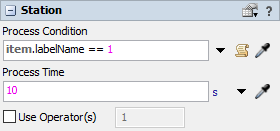 Station
?
Process Condition
item.labelName == 1
Process Time
10
s
Use Operator(s)
1